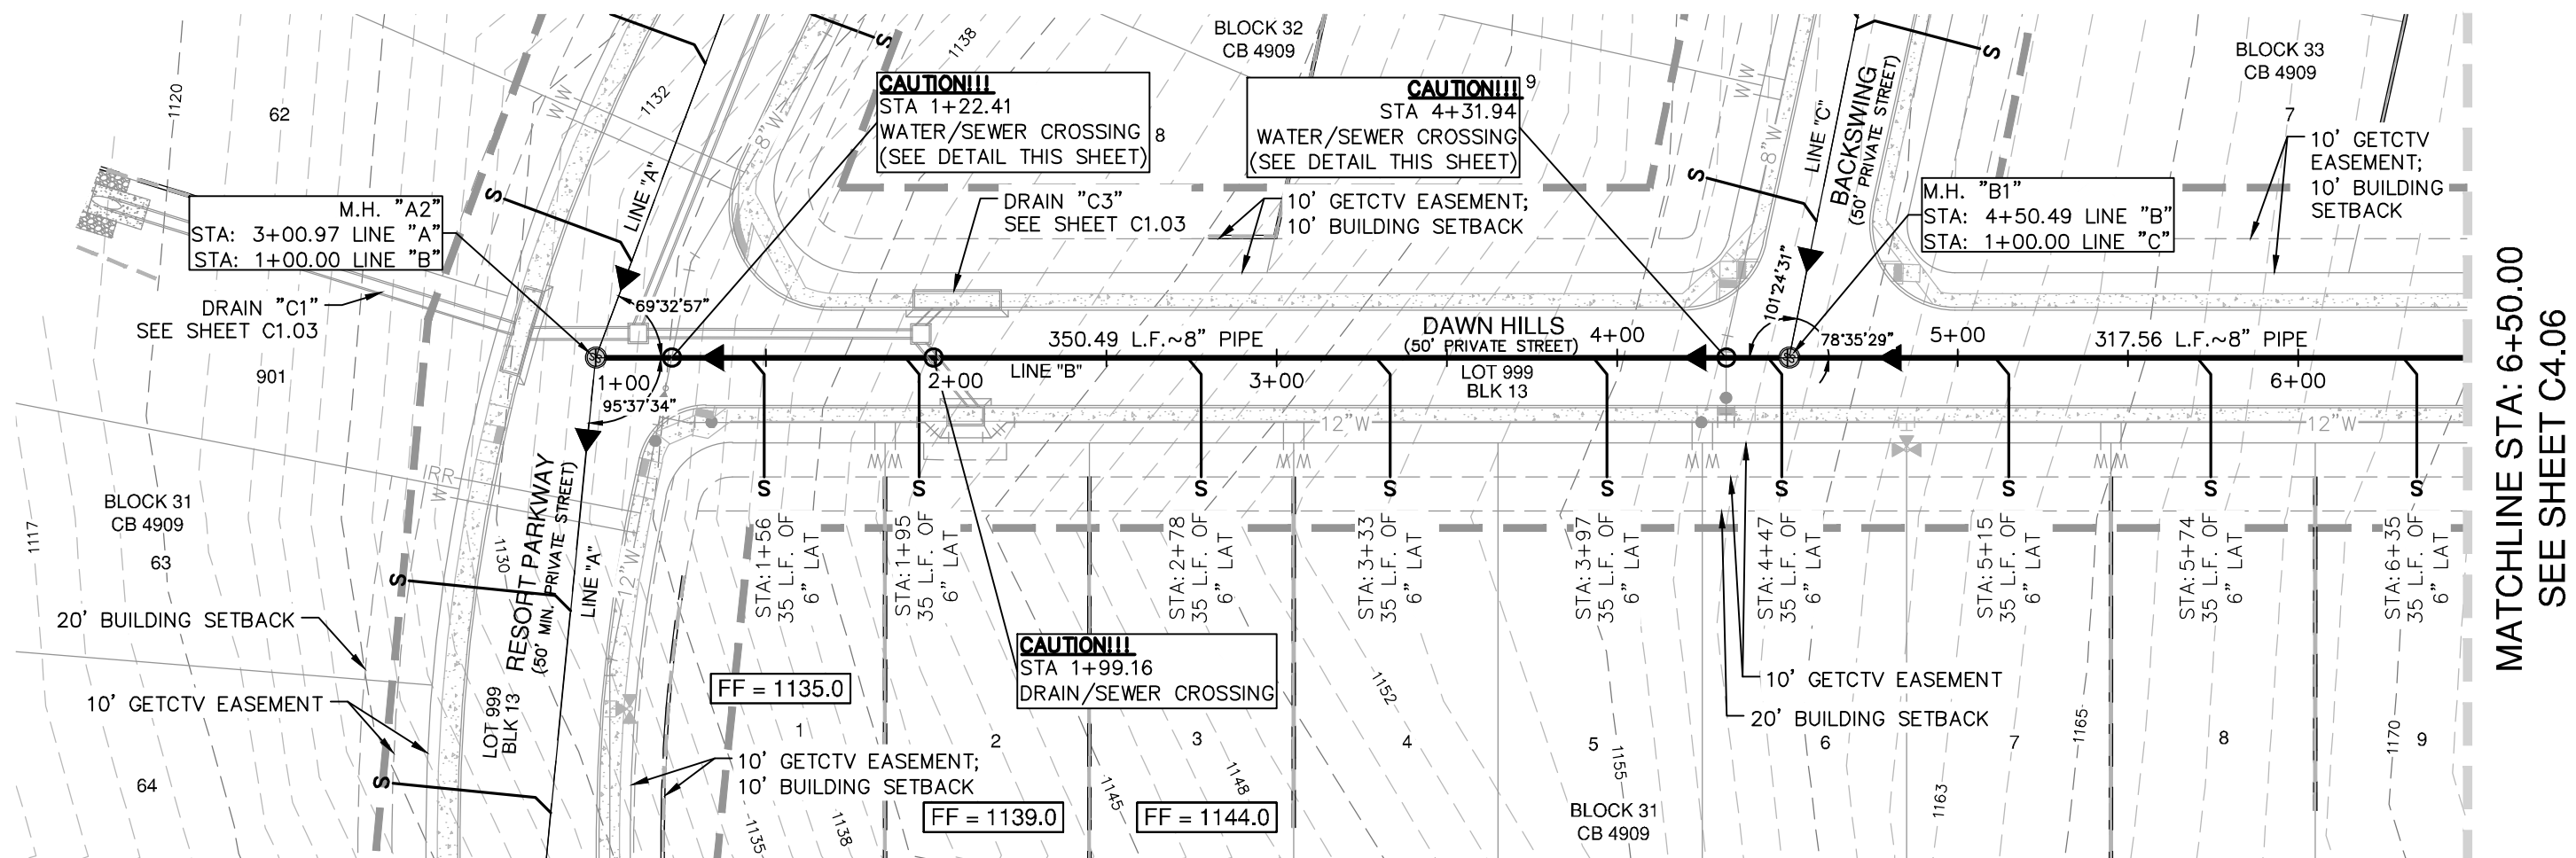 BLOCK 32
CB 4909
BLOCK 33
CB 4909
1138
1120
62
1132
W
W
8"W
8"W
W
W
S
S
S
S
CAUTION!!!
STA 1+22.41
WATER/SEWER CROSSING
(SEE DETAIL THIS SHEET)
8
CAUTION!!!
STA 4+31.94
WATER/SEWER CROSSING
(SEE DETAIL THIS SHEET)
9
LINE "C"
BACKSWING
(50' PRIVATE STREET)
7
10' GETCTV
EASEMENT;
10' BUILDING
SETBACK
M.H. "A2"
STA: 3+00.97 LINE "A"
STA: 1+00.00 LINE "B"
LINE "A"
DRAIN "C3"
SEE SHEET C1.03
10' GETCTV EASEMENT;
10' BUILDING SETBACK
M.H. "B1"
STA: 4+50.49 LINE "B"
STA: 1+00.00 LINE "C"
DRAIN "C1"
SEE SHEET C1.03
69°32'57"
101°24'31"
78°35'29"
95°37'34"
350.49 L.F.~8" PIPE
DAWN HILLS
(50' PRIVATE STREET)
317.56 L.F.~8" PIPE
1+00
2+00
3+00
4+00
5+00
6+00
LINE "B"
LOT 999
BLK 13
SS
SS
901
12"W
12"W
RR
W
12"W
BLOCK 31
CB 4909
63
1117
1130
RESORT PARKWAY
(50' MIN. PRIVATE STREET)
LINE "A"
S
S
S
S
S
S
S
S
S
S
S
STA:1+56
35 L.F. OF
6" LAT
STA:1+95
35 L.F. OF
6" LAT
STA:2+78
35 L.F. OF
6" LAT
STA:3+33
35 L.F. OF
6" LAT
STA:3+97
35 L.F. OF
6" LAT
STA:4+47
35 L.F. OF
6" LAT
STA:5+15
35 L.F. OF
6" LAT
STA:5+74
35 L.F. OF
6" LAT
STA:6+35
35 L.F. OF
6" LAT
20' BUILDING SETBACK
10' GETCTV EASEMENT
LOT 999
BLK 13
64
FF = 1135.0
CAUTION!!!
STA 1+99.16
DRAIN/SEWER CROSSING
10' GETCTV EASEMENT
20' BUILDING SETBACK
1
2
3
4
5
6
7
8
9
10' GETCTV EASEMENT;
10' BUILDING SETBACK
FF = 1139.0
FF = 1144.0
1135
1138
1145
1148
1152
1155
1163
1165
1170
BLOCK 31
CB 4909
MATCHLINE STA: 6+50.00
SEE SHEET C4.06